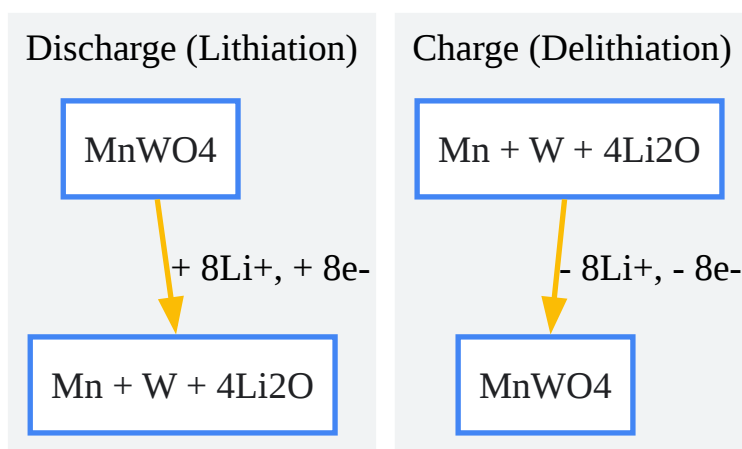 Discharge (Lithiation)
MnWO4
+ 8Li+, + 8e-
Mn + W + 4Li2O
Charge (Delithiation)
Mn + W + 4Li2O
- 8Li+, - 8e-
MnWO4